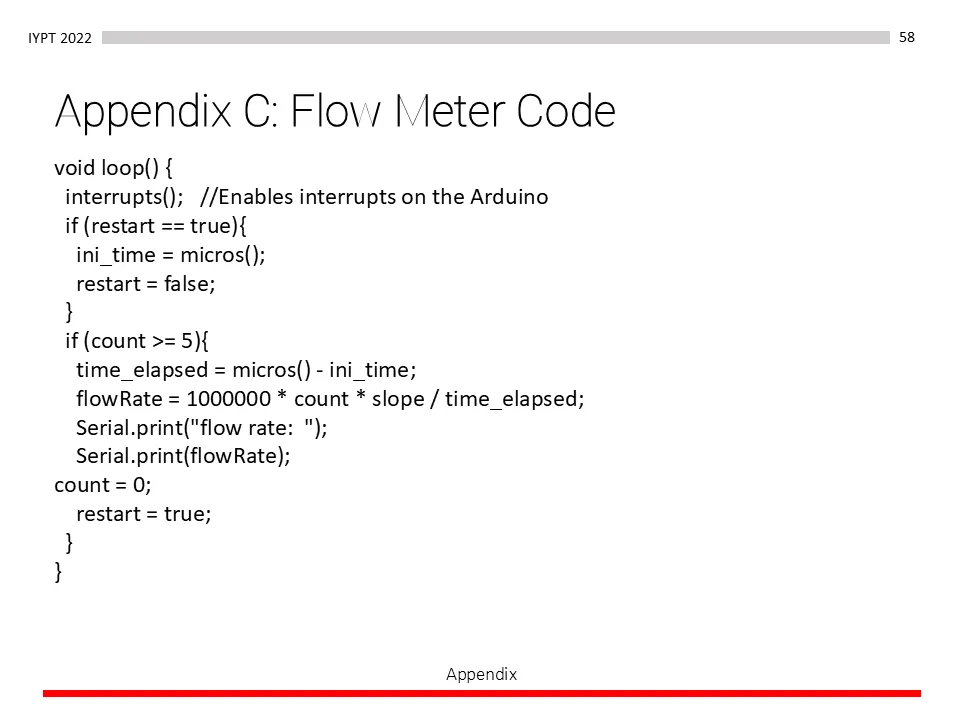 IYPT 2022
58
Appendix C: Flow Meter Code
void loop() {
interrupts();   //Enables interrupts on the Arduino
if (restart == true){
ini_time = micros();
restart = false;
}
if (count >= 5){
time_elapsed = micros() - ini_time;
flowRate = 1000000 * count * slope / time_elapsed;
Serial.print("flow rate:  ");
Serial.print(flowRate);
count = 0;
restart = true;
}
}
Appendix